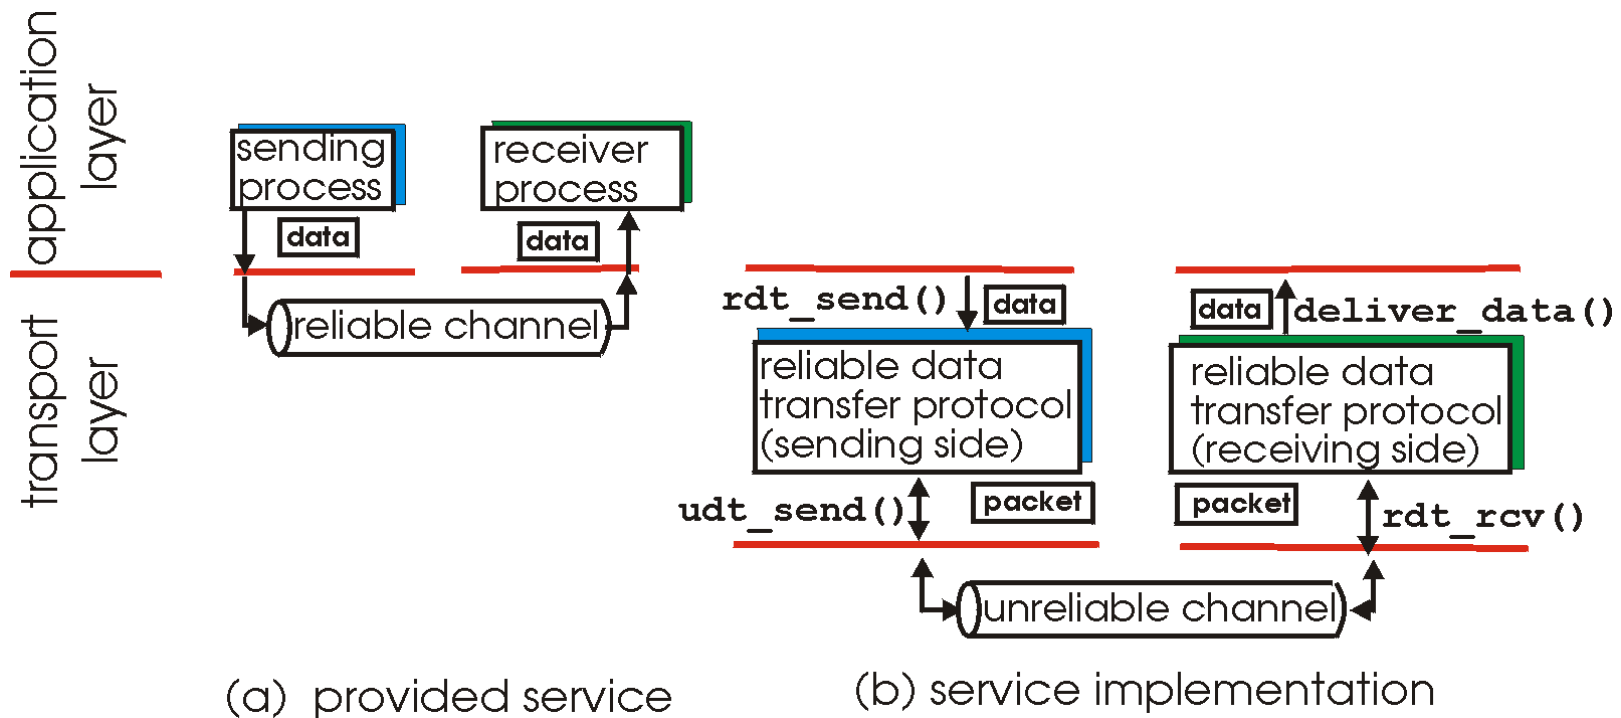 application
layer
transport
layer
sending
process
receiver
process
data
data
reliable channel
rdt_send()
data
data
deliver_data()
reliable data
transfer protocol
(sending side)
reliable data
transfer protocol
(receiving side)
udt_send()
packet
packet
rdt_rcv()
unreliable channel
(a) provided service
(b) service implementation